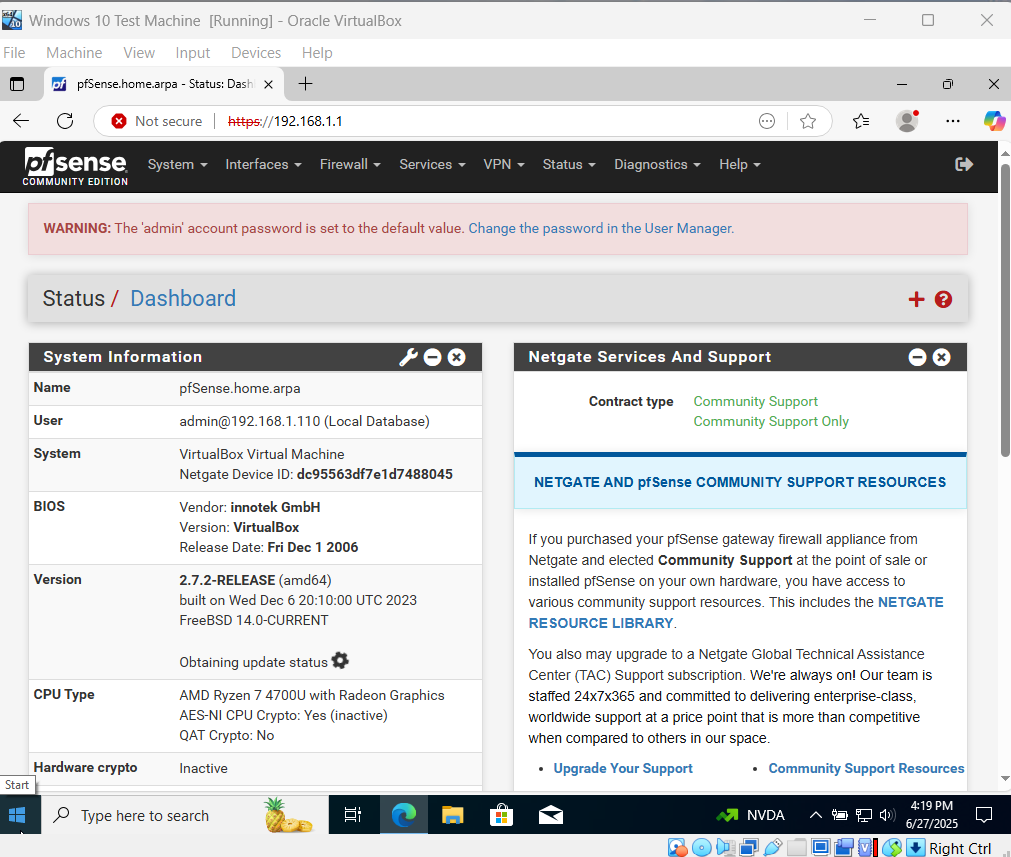 Windows 10 Test Machine [Running] - Oracle VirtualBox
File Machine View Input Devices Help
pfSense.home.arpa - Status: Dash
Not secure https://192.168.1.1
pfsense
COMMUNITY EDITION
System Interfaces Firewall Services VPN Status Diagnostics Help
WARNING: The 'admin' account password is set to the default value. Change the password in the User Manager.
Status / Dashboard
System Information
Name pfSense.home.arpa
User admin@192.168.1.110 (Local Database)
System VirtualBox Virtual Machine
Netgate Device ID: dc95563df7e1d7488045
BIOS Vendor: innotek GmbH
Version: VirtualBox
Release Date: Fri Dec 1 2006
Version 2.7.2-RELEASE (amd64)
built on Wed Dec 6 20:10:00 UTC 2023
FreeBSD 14.0-CURRENT
Obtaining update status
CPU Type AMD Ryzen 7 4700U with Radeon Graphics
AES-NI CPU Crypto: Yes (inactive)
QAT Crypto: No
Hardware crypto Inactive
Netgate Services And Support
Contract type Community Support
Community Support Only
NETGATE AND pfSense COMMUNITY SUPPORT RESOURCES
If you purchased your pfSense gateway firewall appliance from
Netgate and elected Community Support at the point of sale or
installed pfSense on your own hardware, you have access to
various community support resources. This includes the NETGATE
RESOURCE LIBRARY.
You also may upgrade to a Netgate Global Technical Assistance
Center (TAC) Support subscription. We're always on! Our team is
staffed 24x7x365 and committed to delivering enterprise-class,
worldwide support at a price point that is more than competitive
when compared to others in our space.
• Upgrade Your Support • Community Support Resources
Start
Type here to search
NVDA
4:19 PM
6/27/2025
Right Ctrl